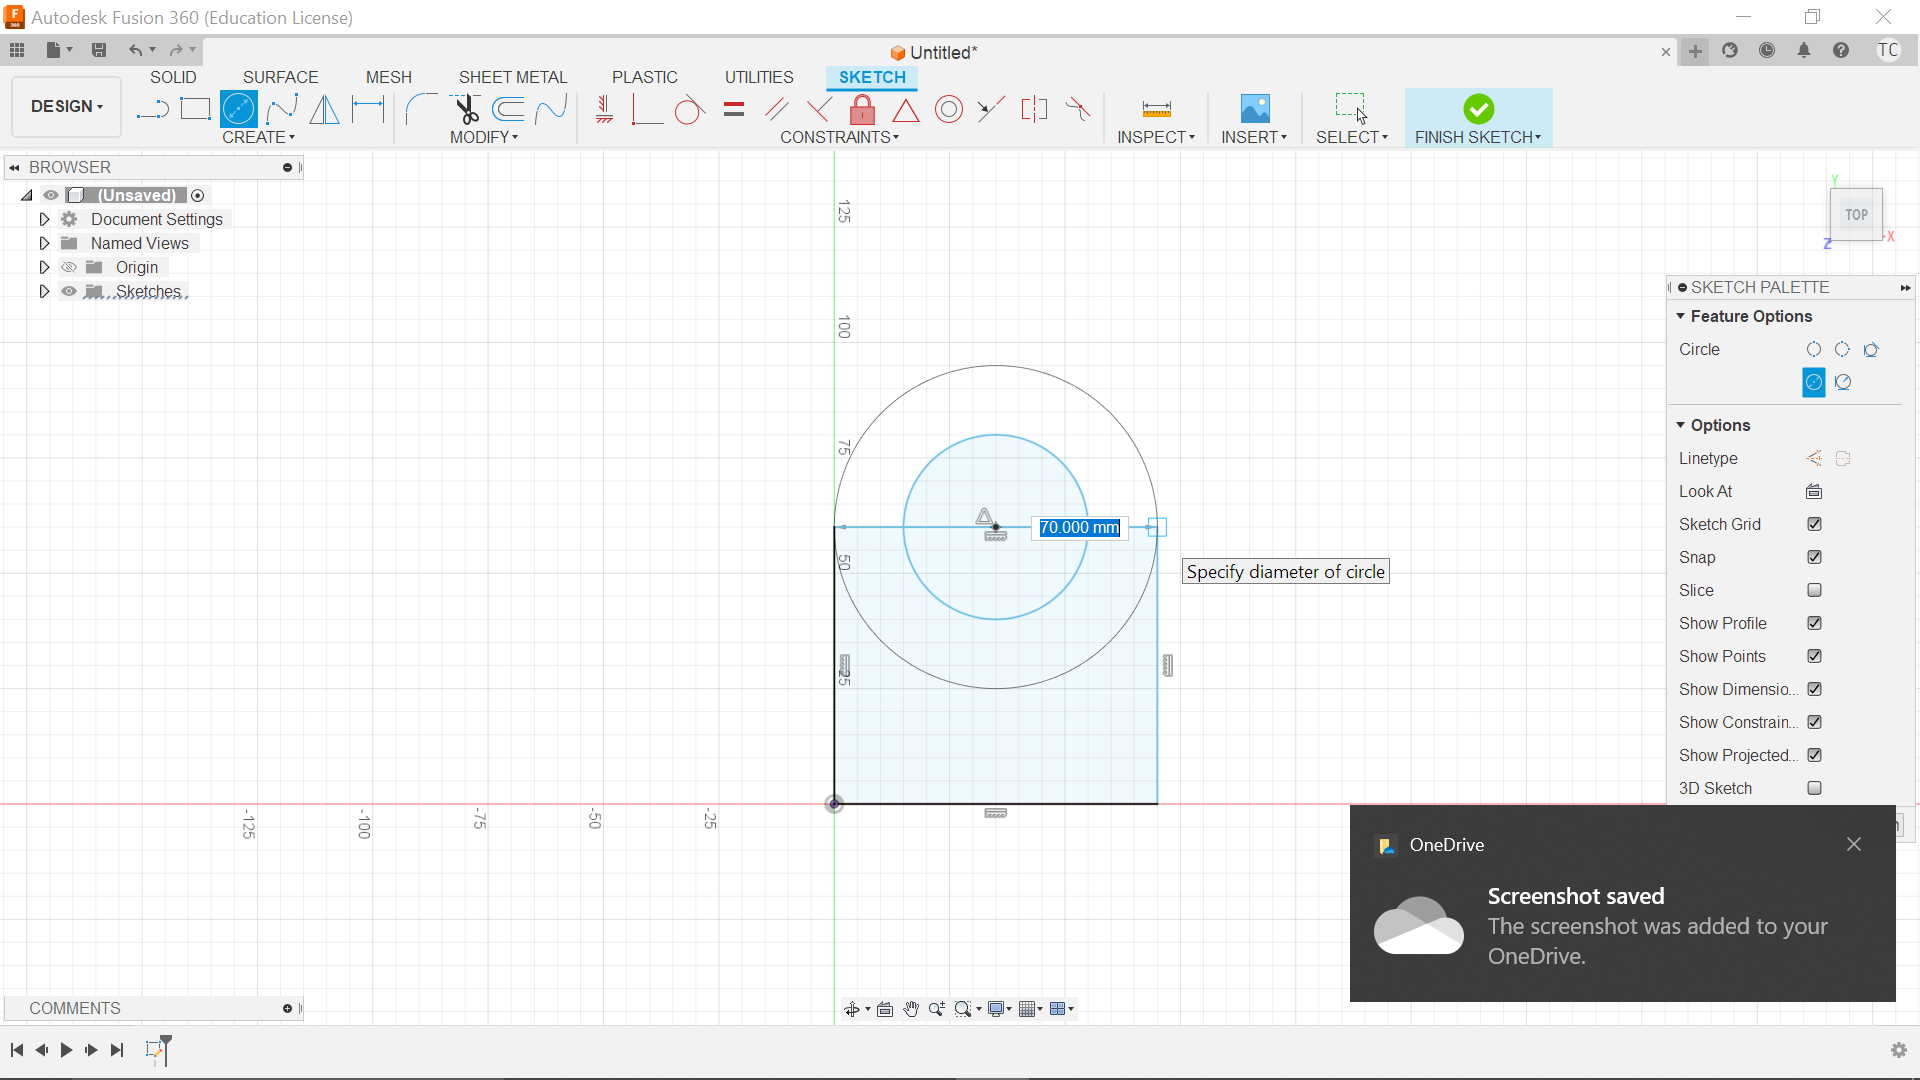 Autodesk Fusion 360 (Education License)
Untitled*
TC
DESIGN
SOLID SURFACE MESH SHEET METAL PLASTIC UTILITIES SKETCH
CREATE MODIFY CONSTRAINTS INSPECT INSERT SELECT FINISH SKETCH
BROWSER
(Unsaved)
Document Settings
Named Views
Origin
Sketches
125
100
75
50
25
-125
-100
-75
-50
-25
70.000 mm
Specify diameter of circle
Y
TOP
X
Z
SKETCH PALETTE
Feature Options
Circle
Options
Linetype
Look At
Sketch Grid
Snap
Slice
Show Profile
Show Points
Show Dimensio...
Show Constrain...
Show Projected...
3D Sketch
OneDrive
Screenshot saved
The screenshot was added to your
OneDrive.
COMMENTS